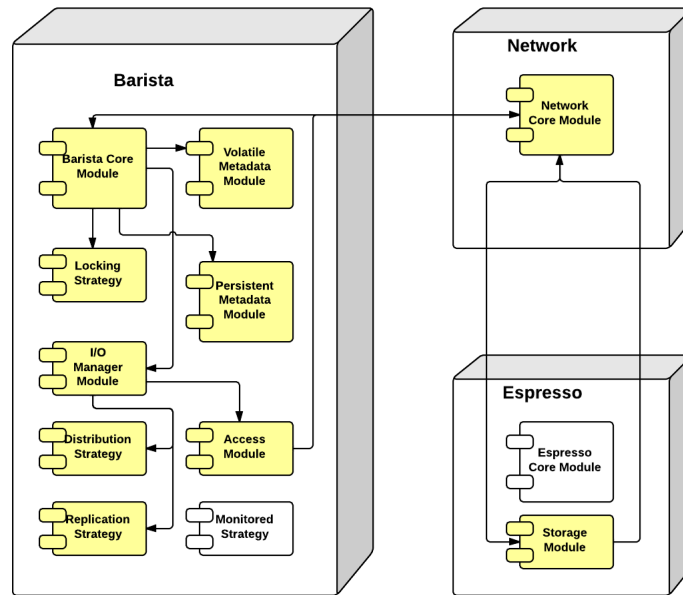 Barista
Barista Core
Module
Volatile
Metadata
Module
Locking
Strategy
Persistent
Metadata
Module
I/O
Manager
Module
Distribution
Strategy
Access
Module
Replication
Strategy
Monitored
Strategy
Network
Network
Core Module
Espresso
Espresso
Core Module
Storage
Module